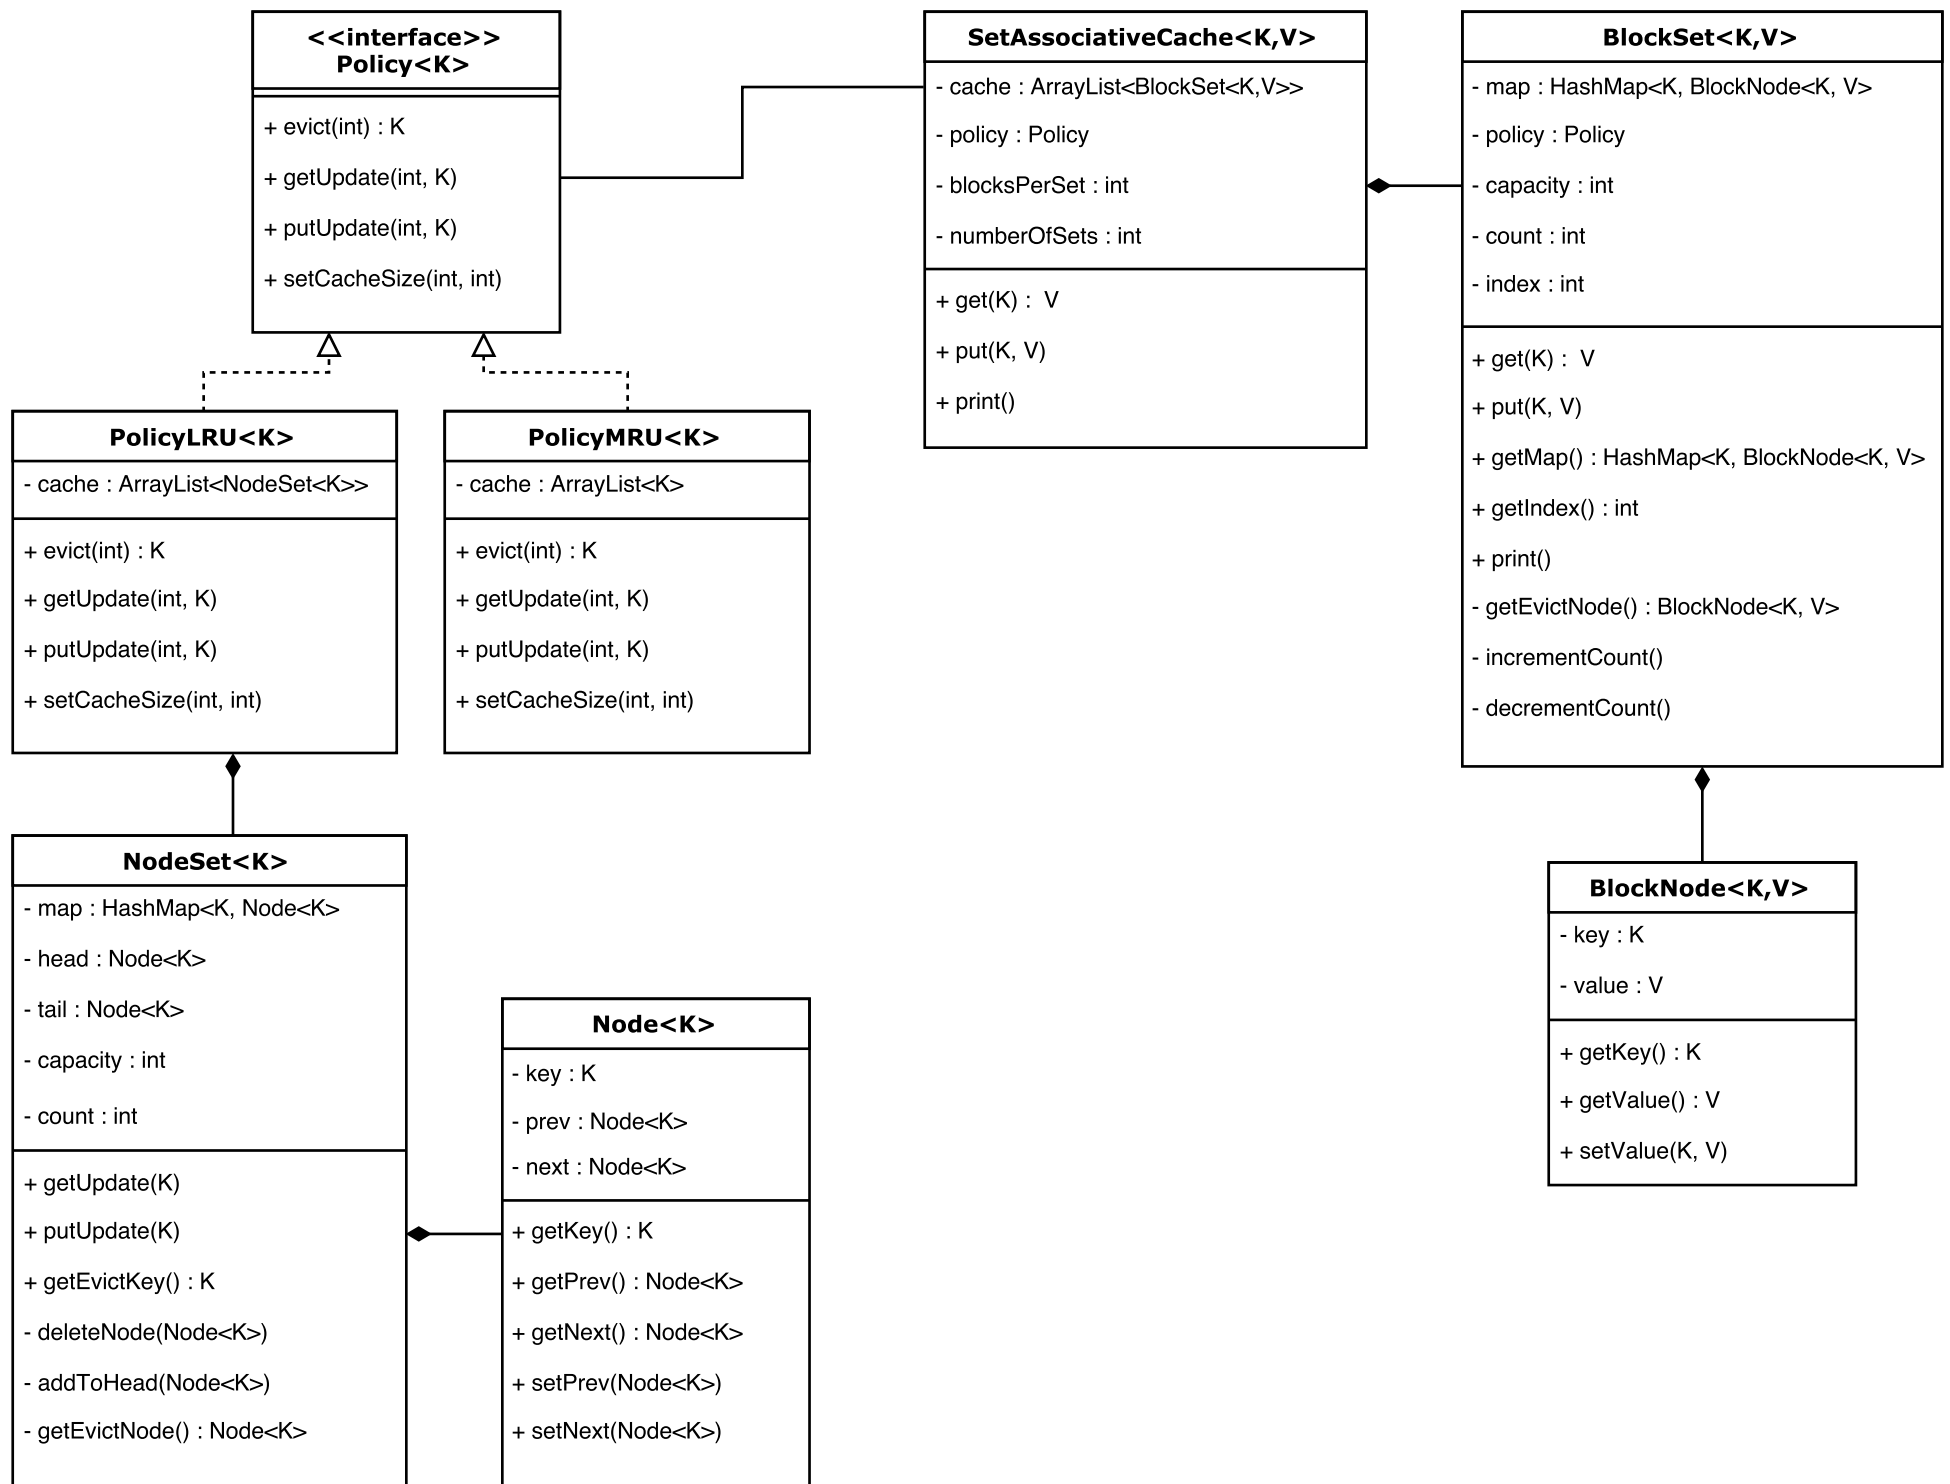 <<interface>>
Policy<K>
+ evict(int) : K
+ getUpdate(int, K)
+ putUpdate(int, K)
+ setCacheSize(int, int)
SetAssociativeCache<K,V>
- cache : ArrayList<BlockSet<K,V>>
- policy : Policy
- blocksPerSet : int
- numberOfSets : int
+ get(K) :  V
+ put(K, V)
+ print()
BlockSet<K,V>
- map : HashMap<K, BlockNode<K, V>
- policy : Policy
- capacity : int
- count : int
- index : int
+ get(K) :  V
+ put(K, V)
+ getMap() : HashMap<K, BlockNode<K, V>
+ getIndex() : int
+ print()
- getEvictNode() : BlockNode<K, V>
- incrementCount()
- decrementCount()
PolicyLRU<K>
- cache : ArrayList<NodeSet<K>>
+ evict(int) : K
+ getUpdate(int, K)
+ putUpdate(int, K)
+ setCacheSize(int, int)
PolicyMRU<K>
- cache : ArrayList<K>
+ evict(int) : K
+ getUpdate(int, K)
+ putUpdate(int, K)
+ setCacheSize(int, int)
NodeSet<K>
- map : HashMap<K, Node<K>
- head : Node<K>
- tail : Node<K>
- capacity : int
- count : int
+ getUpdate(K)
+ putUpdate(K)
+ getEvictKey() : K
- deleteNode(Node<K>)
- addToHead(Node<K>)
- getEvictNode() : Node<K>
Node<K>
- key : K
- prev : Node<K>
- next : Node<K>
+ getKey() : K
+ getPrev() : Node<K>
+ getNext() : Node<K>
+ setPrev(Node<K>)
+ setNext(Node<K>)
BlockNode<K,V>
- key : K
- value : V
+ getKey() : K
+ getValue() : V
+ setValue(K, V)